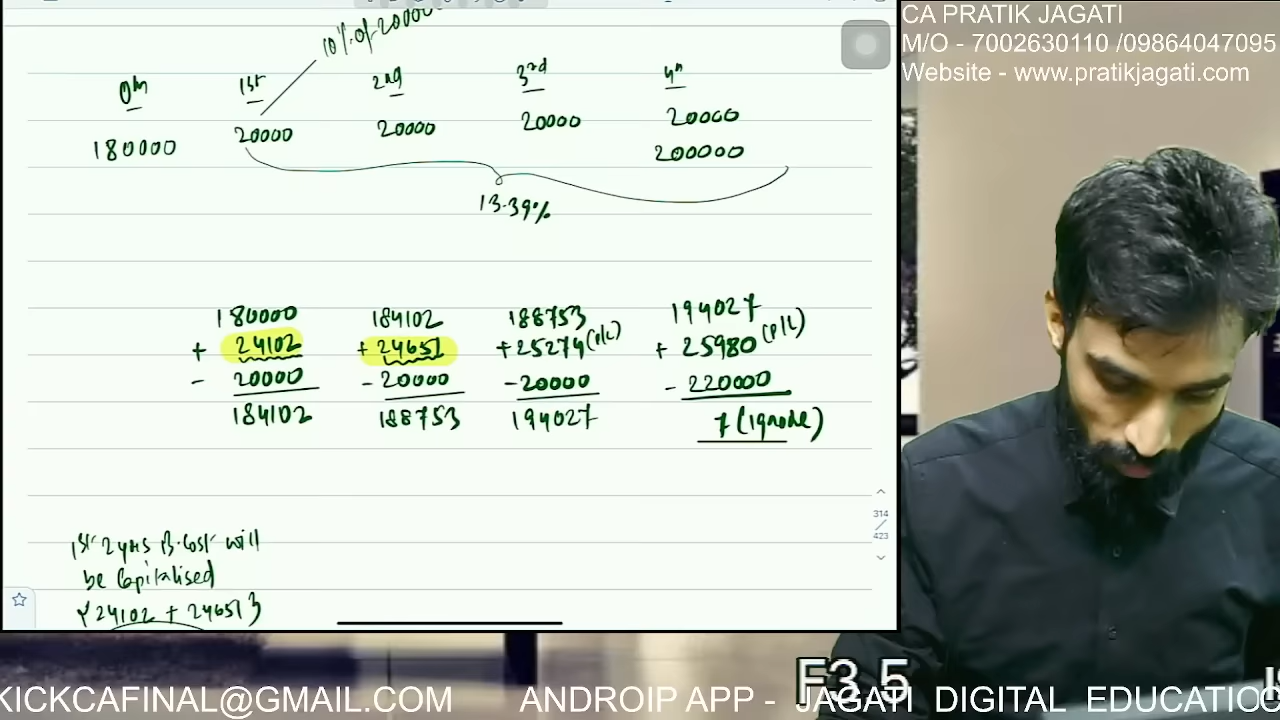 10% of 20000
0th 1st 2nd 3rd 4th
180000 20000 20000 20000 20000
200000
13.39%
180000 184102 188753 194027
+ 24102 + 24651 + 25274 (P/L) + 25980 (P/L)
- 20000 - 20000 - 20000 - 220000
184102 188753 194027 7 (ignore)
1st 2 yrs B.Cost will
be Capitalised
{24102 + 24651}
314
/
423
CA PRATIK JAGATI
M/O - 7002630110 /09864047095
Website - www.pratikjagati.com
F3 5
KICKCAFINAL@GMAIL.COM ANDROIP APP - JAGATI DIGITAL EDUCATIO